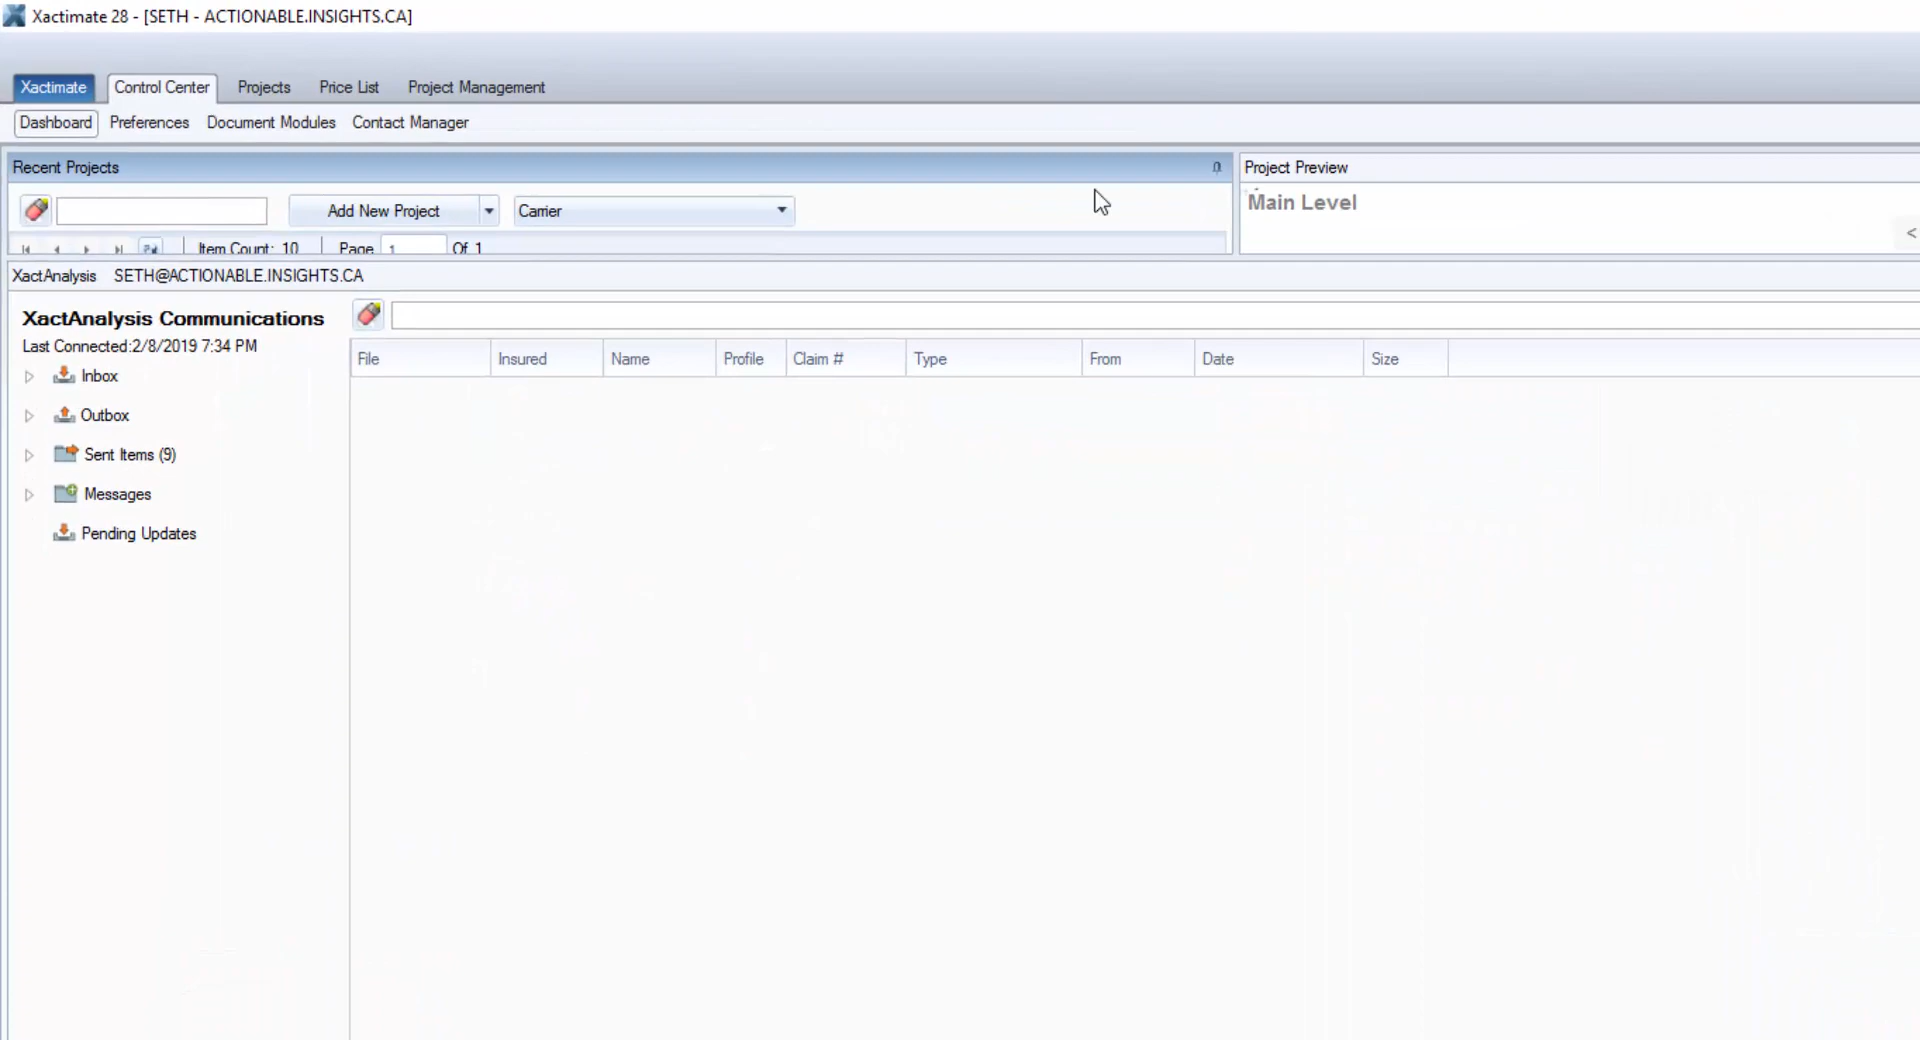 Xactimate 28 - [SETH - ACTIONABLE.INSIGHTS.CA]
Xactimate Control Center Projects Price List Project Management
Dashboard Preferences Document Modules Contact Manager
Recent Projects
Add New Project Carrier
Item Count: 10 Page 1 Of 1
Project Preview
Main Level
<
XactAnalysis SETH@ACTIONABLE.INSIGHTS.CA
XactAnalysis Communications
Last Connected:2/8/2019 7:34 PM
Inbox
Outbox
Sent Items (9)
Messages
Pending Updates
File Insured Name Profile Claim # Type From Date Size